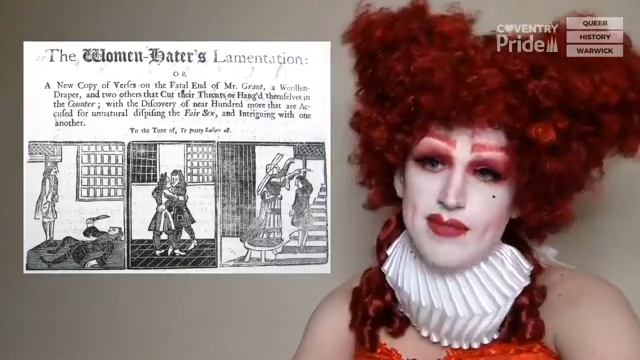 The Women-Hater's Lamentation:
OR
A New Copy of Verses on the Fatal End of Mr. Grant, a Woollen-
Draper, and two others that Cut their Throats or Hang'd themselves in
the Counter; with the Discovery of near Hundred more that are Ac-
cused for unnatural dispising the Fair Sex, and Intriguing with one
another.
To the Tune of, Ye pretty Sailors all.
COVENTRY
Pride
QUEER
HISTORY
WARWICK